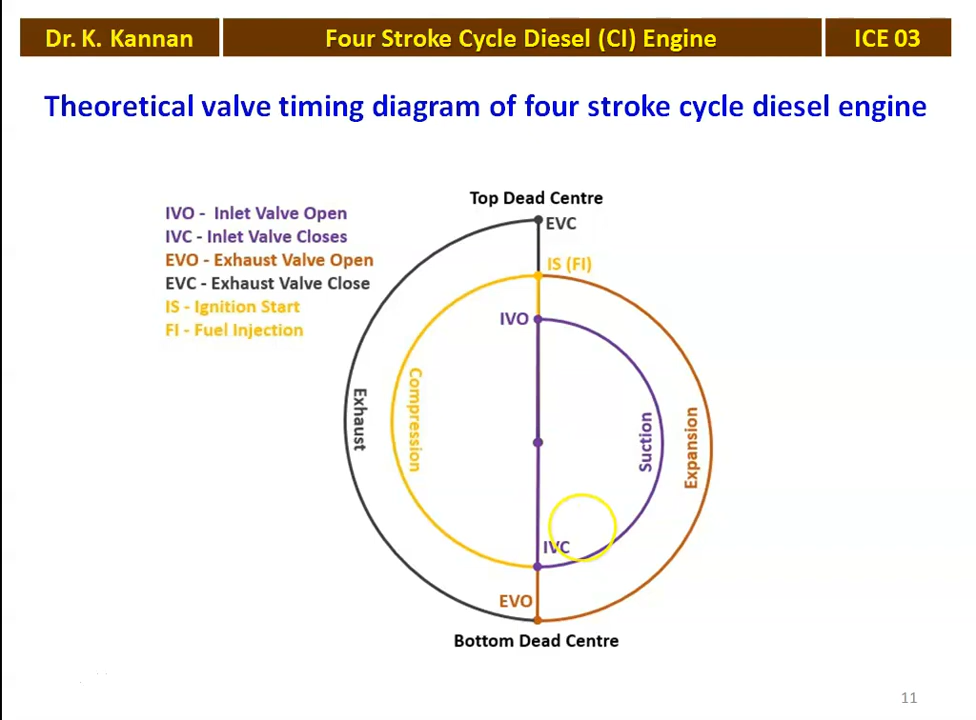 Dr. K. Kannan
Four Stroke Cycle Diesel (CI) Engine
ICE 03
Theoretical valve timing diagram of four stroke cycle diesel engine
IVO - Inlet Valve Open
IVC - Inlet Valve Closes
EVO - Exhaust Valve Open
EVC - Exhaust Valve Close
IS - Ignition Start
FI - Fuel Injection
Top Dead Centre
EVC
IS (FI)
IVO
Exhaust
Compression
Suction
Expansion
IVC
EVO
Bottom Dead Centre
11